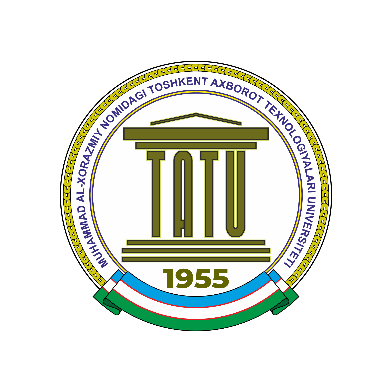 MUHAMMAD AL-XORAZMIY NOMIDAGI TOSHKENT AXBOROT TEXNOLOGIYALARI UNIVERSITETI
TATU
1955